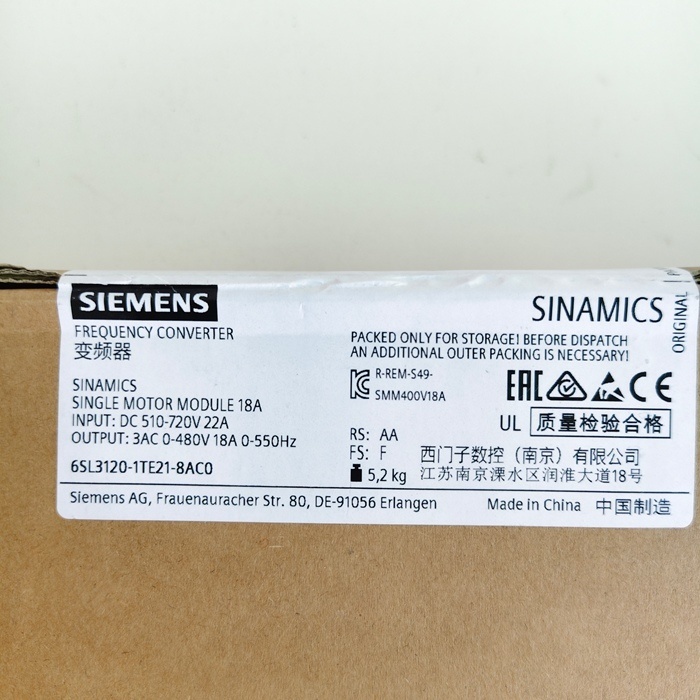 SIEMENS
SINAMICS
ORIGINAL
FREQUENCY CONVERTER
变频器
PACKED ONLY FOR STORAGE! BEFORE DISPATCH
AN ADDITIONAL OUTER PACKING IS NECESSARY!
SINAMICS
SINGLE MOTOR MODULE 18A
INPUT: DC 510-720V 22A
OUTPUT: 3AC 0-480V 18A 0-550Hz
6SL3120-1TE21-8AC0
R-REM-S49-
SMM400V18A
EAC CE
UL 质量检验合格
RS: AA
FS: F
5,2 kg
西门子数控（南京）有限公司
江苏南京溧水区润淮大道18号
Siemens AG, Frauenauracher Str. 80, DE-91056 Erlangen
Made in China 中国制造